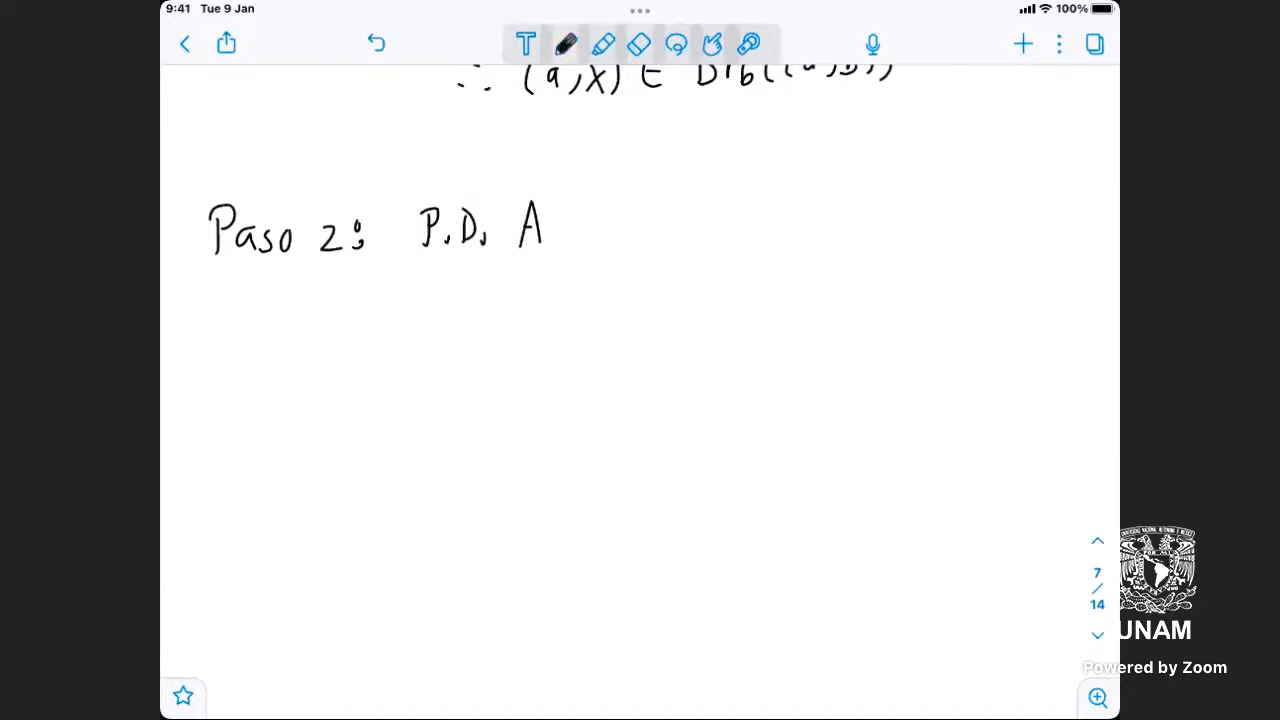 9:41 Tue 9 Jan
100%
∴ (a,x) ∈
Paso 2: P.D. A
7
/
14
UNAM
Powered by Zoom